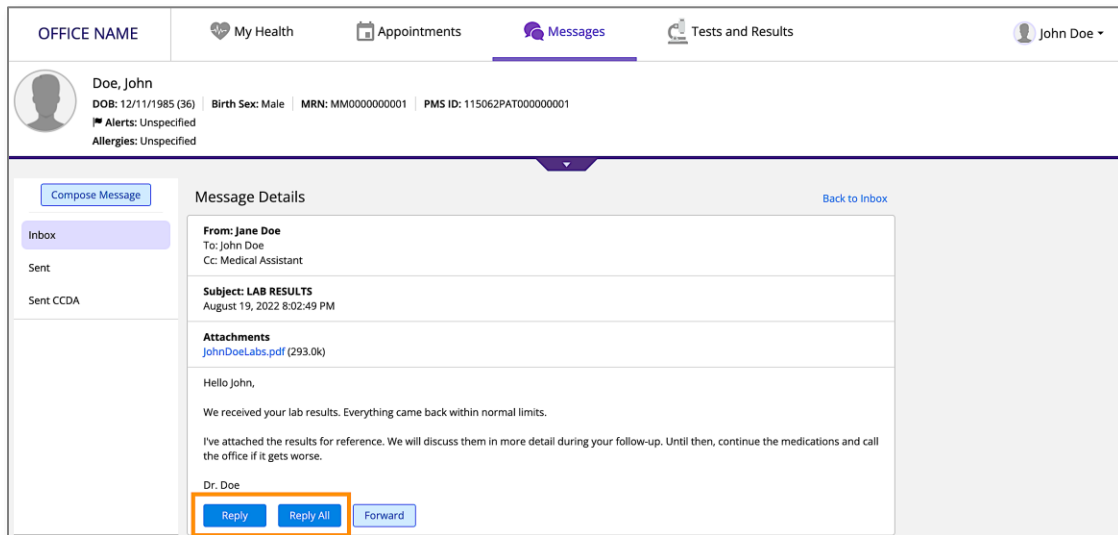 OFFICE NAME
My Health
Appointments
Messages
Tests and Results
John Doe
Doe, John
DOB: 12/11/1985 (36) Birth Sex: Male MRN: MM0000000001 PMS ID: 115062PAT000000001
Alerts: Unspecified
Allergies: Unspecified
Compose Message
Inbox
Sent
Sent CCDA
Message Details
Back to Inbox
From: Jane Doe
To: John Doe
Cc: Medical Assistant
Subject: LAB RESULTS
August 19, 2022 8:02:49 PM
Attachments
JohnDoeLabs.pdf (293.0k)
Hello John,
We received your lab results. Everything came back within normal limits.
I've attached the results for reference. We will discuss them in more detail during your follow-up. Until then, continue the medications and call
the office if it gets worse.
Dr. Doe
Reply
Reply All
Forward